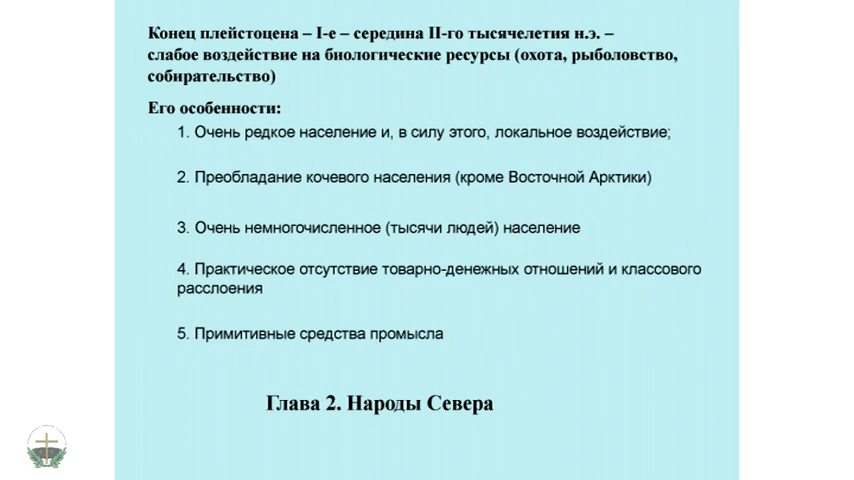 Конец плейстоцена – I-е – середина II-го тысячелетия н.э. –
слабое воздействие на биологические ресурсы (охота, рыболовство,
собирательство)
Его особенности:
1. Очень редкое население и, в силу этого, локальное воздействие;
2. Преобладание кочевого населения (кроме Восточной Арктики)
3. Очень немногочисленное (тысячи людей) население
4. Практическое отсутствие товарно-денежных отношений и классового
расслоения
5. Примитивные средства промысла
Глава 2. Народы Севера